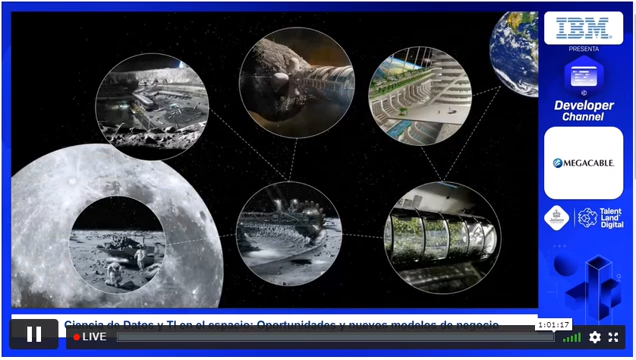 IBM
PRESENTA
Developer
Channel
MEGACABLE
Talent
Land
Digital
Ciencia de Datos y TI en el espacio: Oportunidades y nuevos modelos de negocio
1:01:17
LIVE